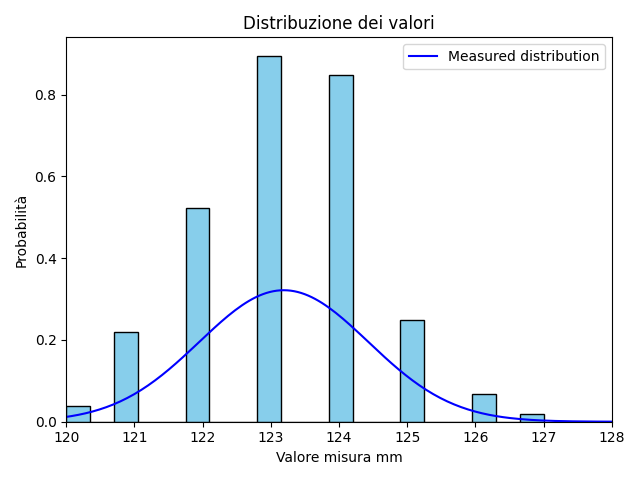 Distribuzione dei valori
Measured distribution
Probabilità
0.8
0.6
0.4
0.2
0.0
120 121 122 123 124 125 126 127 128
Valore misura mm